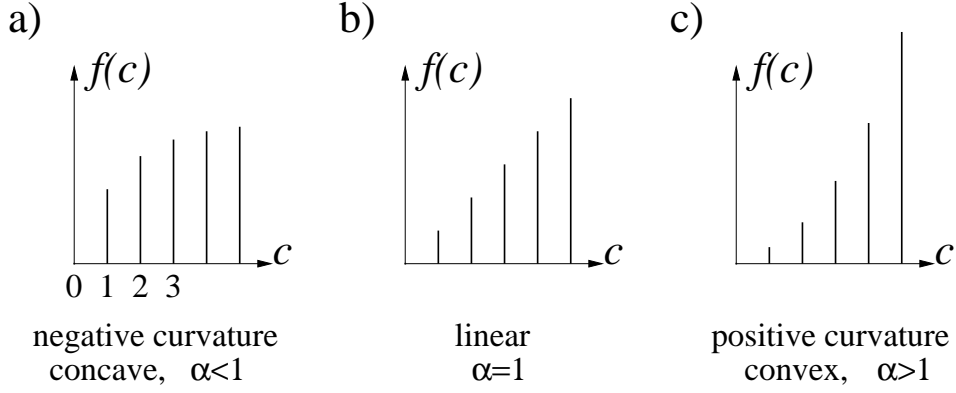 a)
f(c)
c
0 1 2 3
negative curvature
concave, α<1
b)
f(c)
c
linear
α=1
c)
f(c)
c
positive curvature
convex, α>1